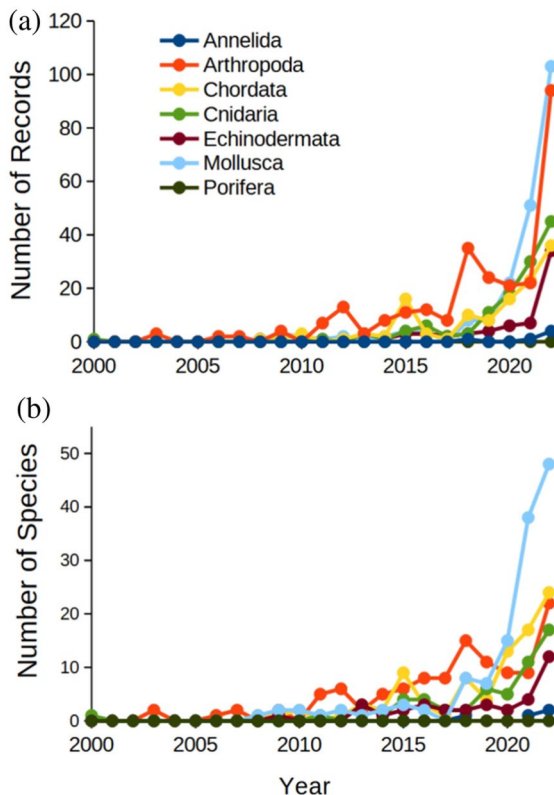 (a)
120
100
80
60
40
20
0
Number of Records
Annelida
Arthropoda
Chordata
Cnidaria
Echinodermata
Mollusca
Porifera
2000 2005 2010 2015 2020
(b)
50
40
30
20
10
0
Number of Species
2000 2005 2010 2015 2020
Year